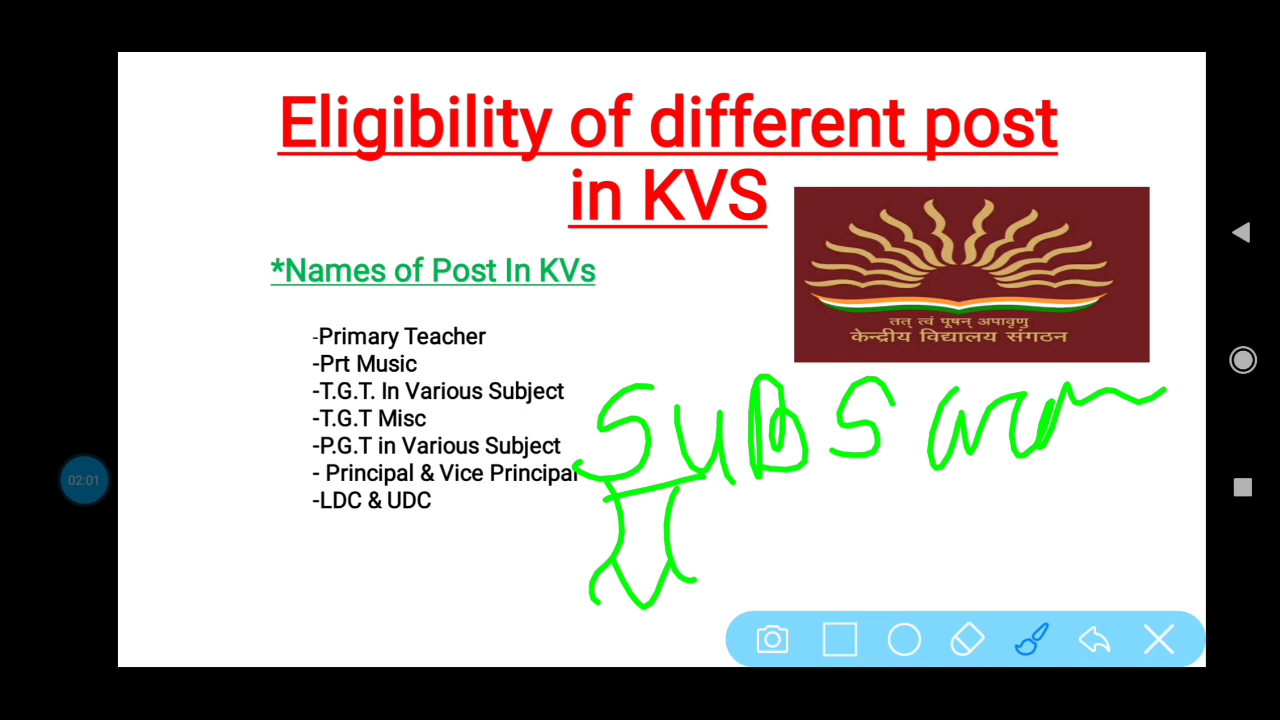 Eligibility of different post
in KVS
*Names of Post In KVs
-Primary Teacher
-Prt Music
-T.G.T. In Various Subject
-T.G.T Misc
-P.G.T in Various Subject
- Principal & Vice Principal
-LDC & UDC
तत् त्वं पूषन् अपावृणु
केन्द्रीय विद्यालय संगठन
02:01